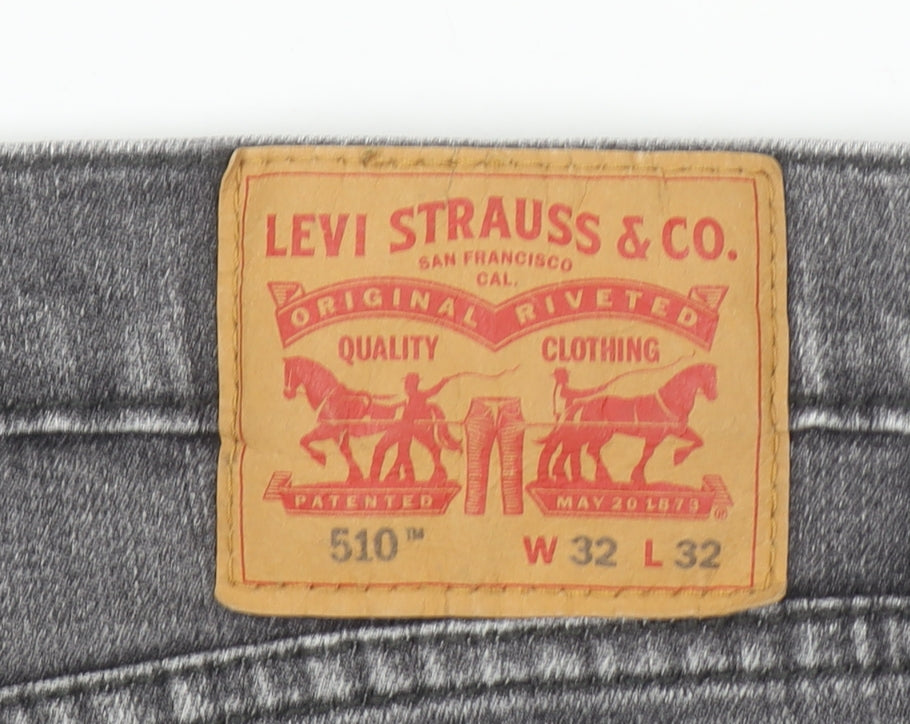 LEVI STRAUSS & CO.
SAN FRANCISCO
CAL.
ORIGINAL RIVETED
QUALITY CLOTHING
PATENTED MAY 20 1873
510™ W 32 L 32